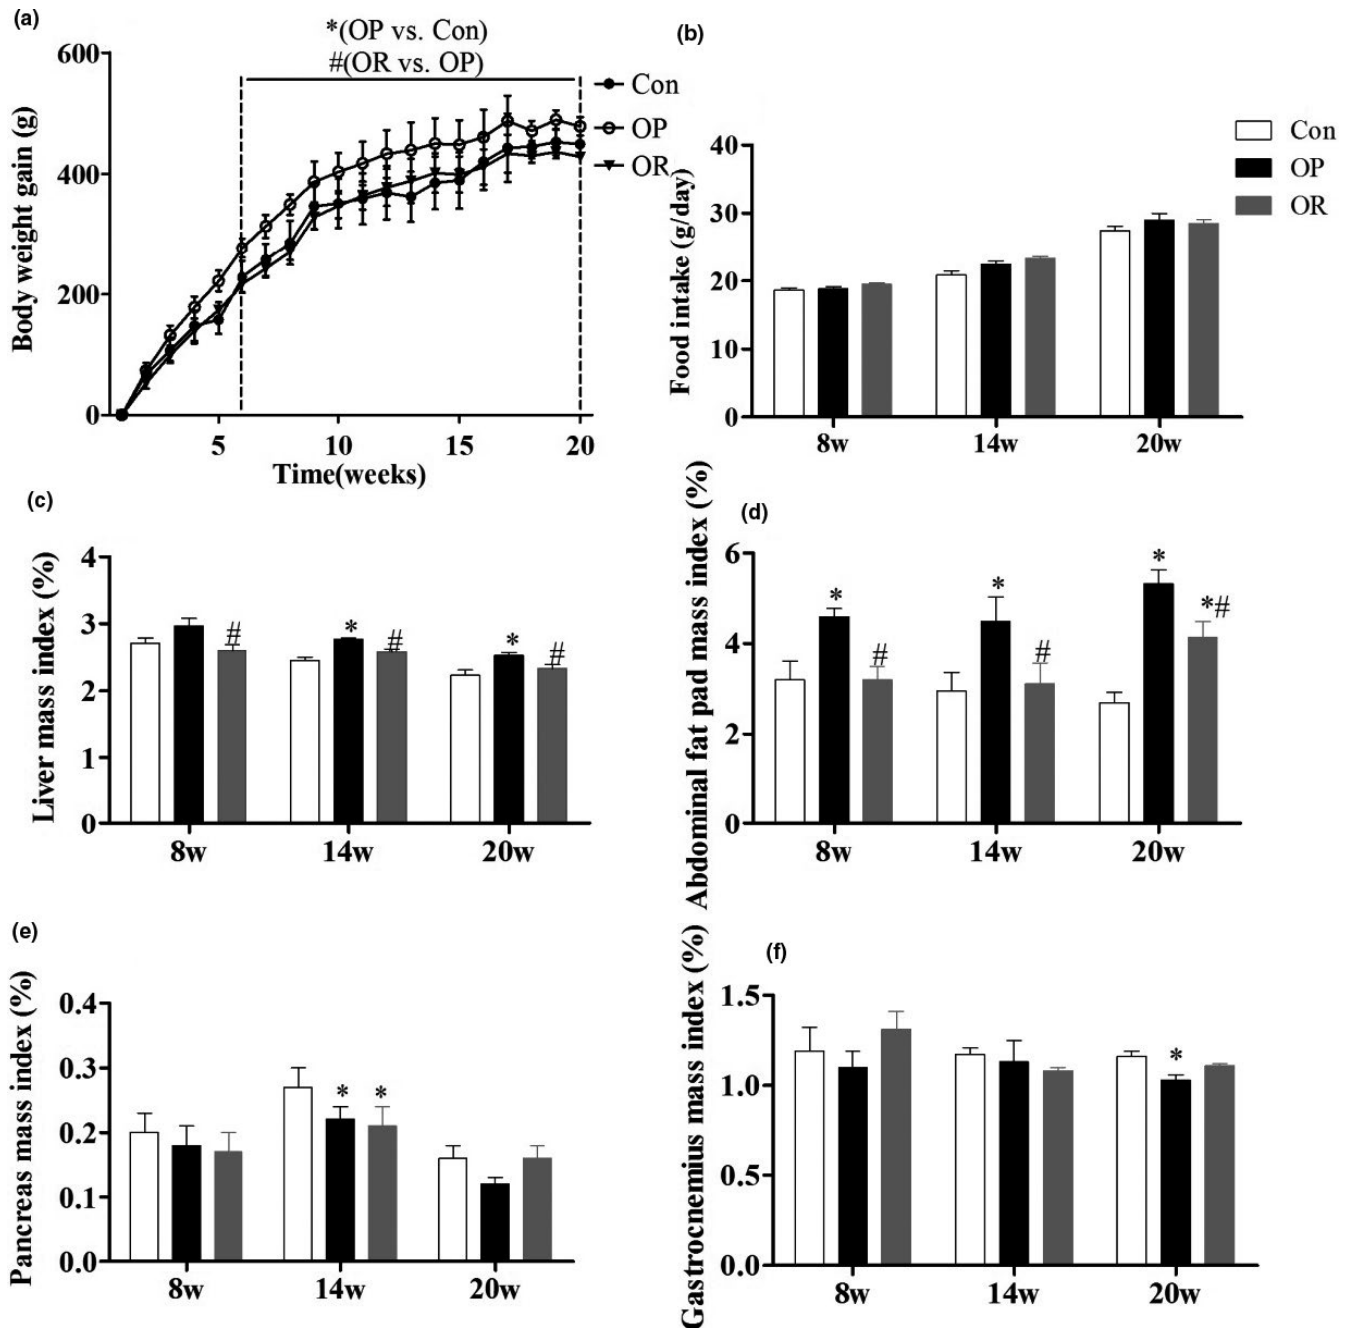 (a)
*(OP vs. Con)
#(OR vs. OP)
Con
OP
OR
Body weight gain (g)
600
400
200
0
5 10 15 20
Time(weeks)
(b)
Con
OP
OR
Food intake (g/day)
40
30
20
10
0
8w 14w 20w
(c)
Liver mass index (%)
4
3
2
1
0
# * # * #
8w 14w 20w
(d)
Abdominal fat pad mass index (%)
6
4
2
0
* # * # * *#
8w 14w 20w
(e)
Pancreas mass index (%)
0.4
0.3
0.2
0.1
0.0
* *
8w 14w 20w
(f)
Gastrocnemius mass index (%)
1.5
1.0
0.5
0.0
*
8w 14w 20w